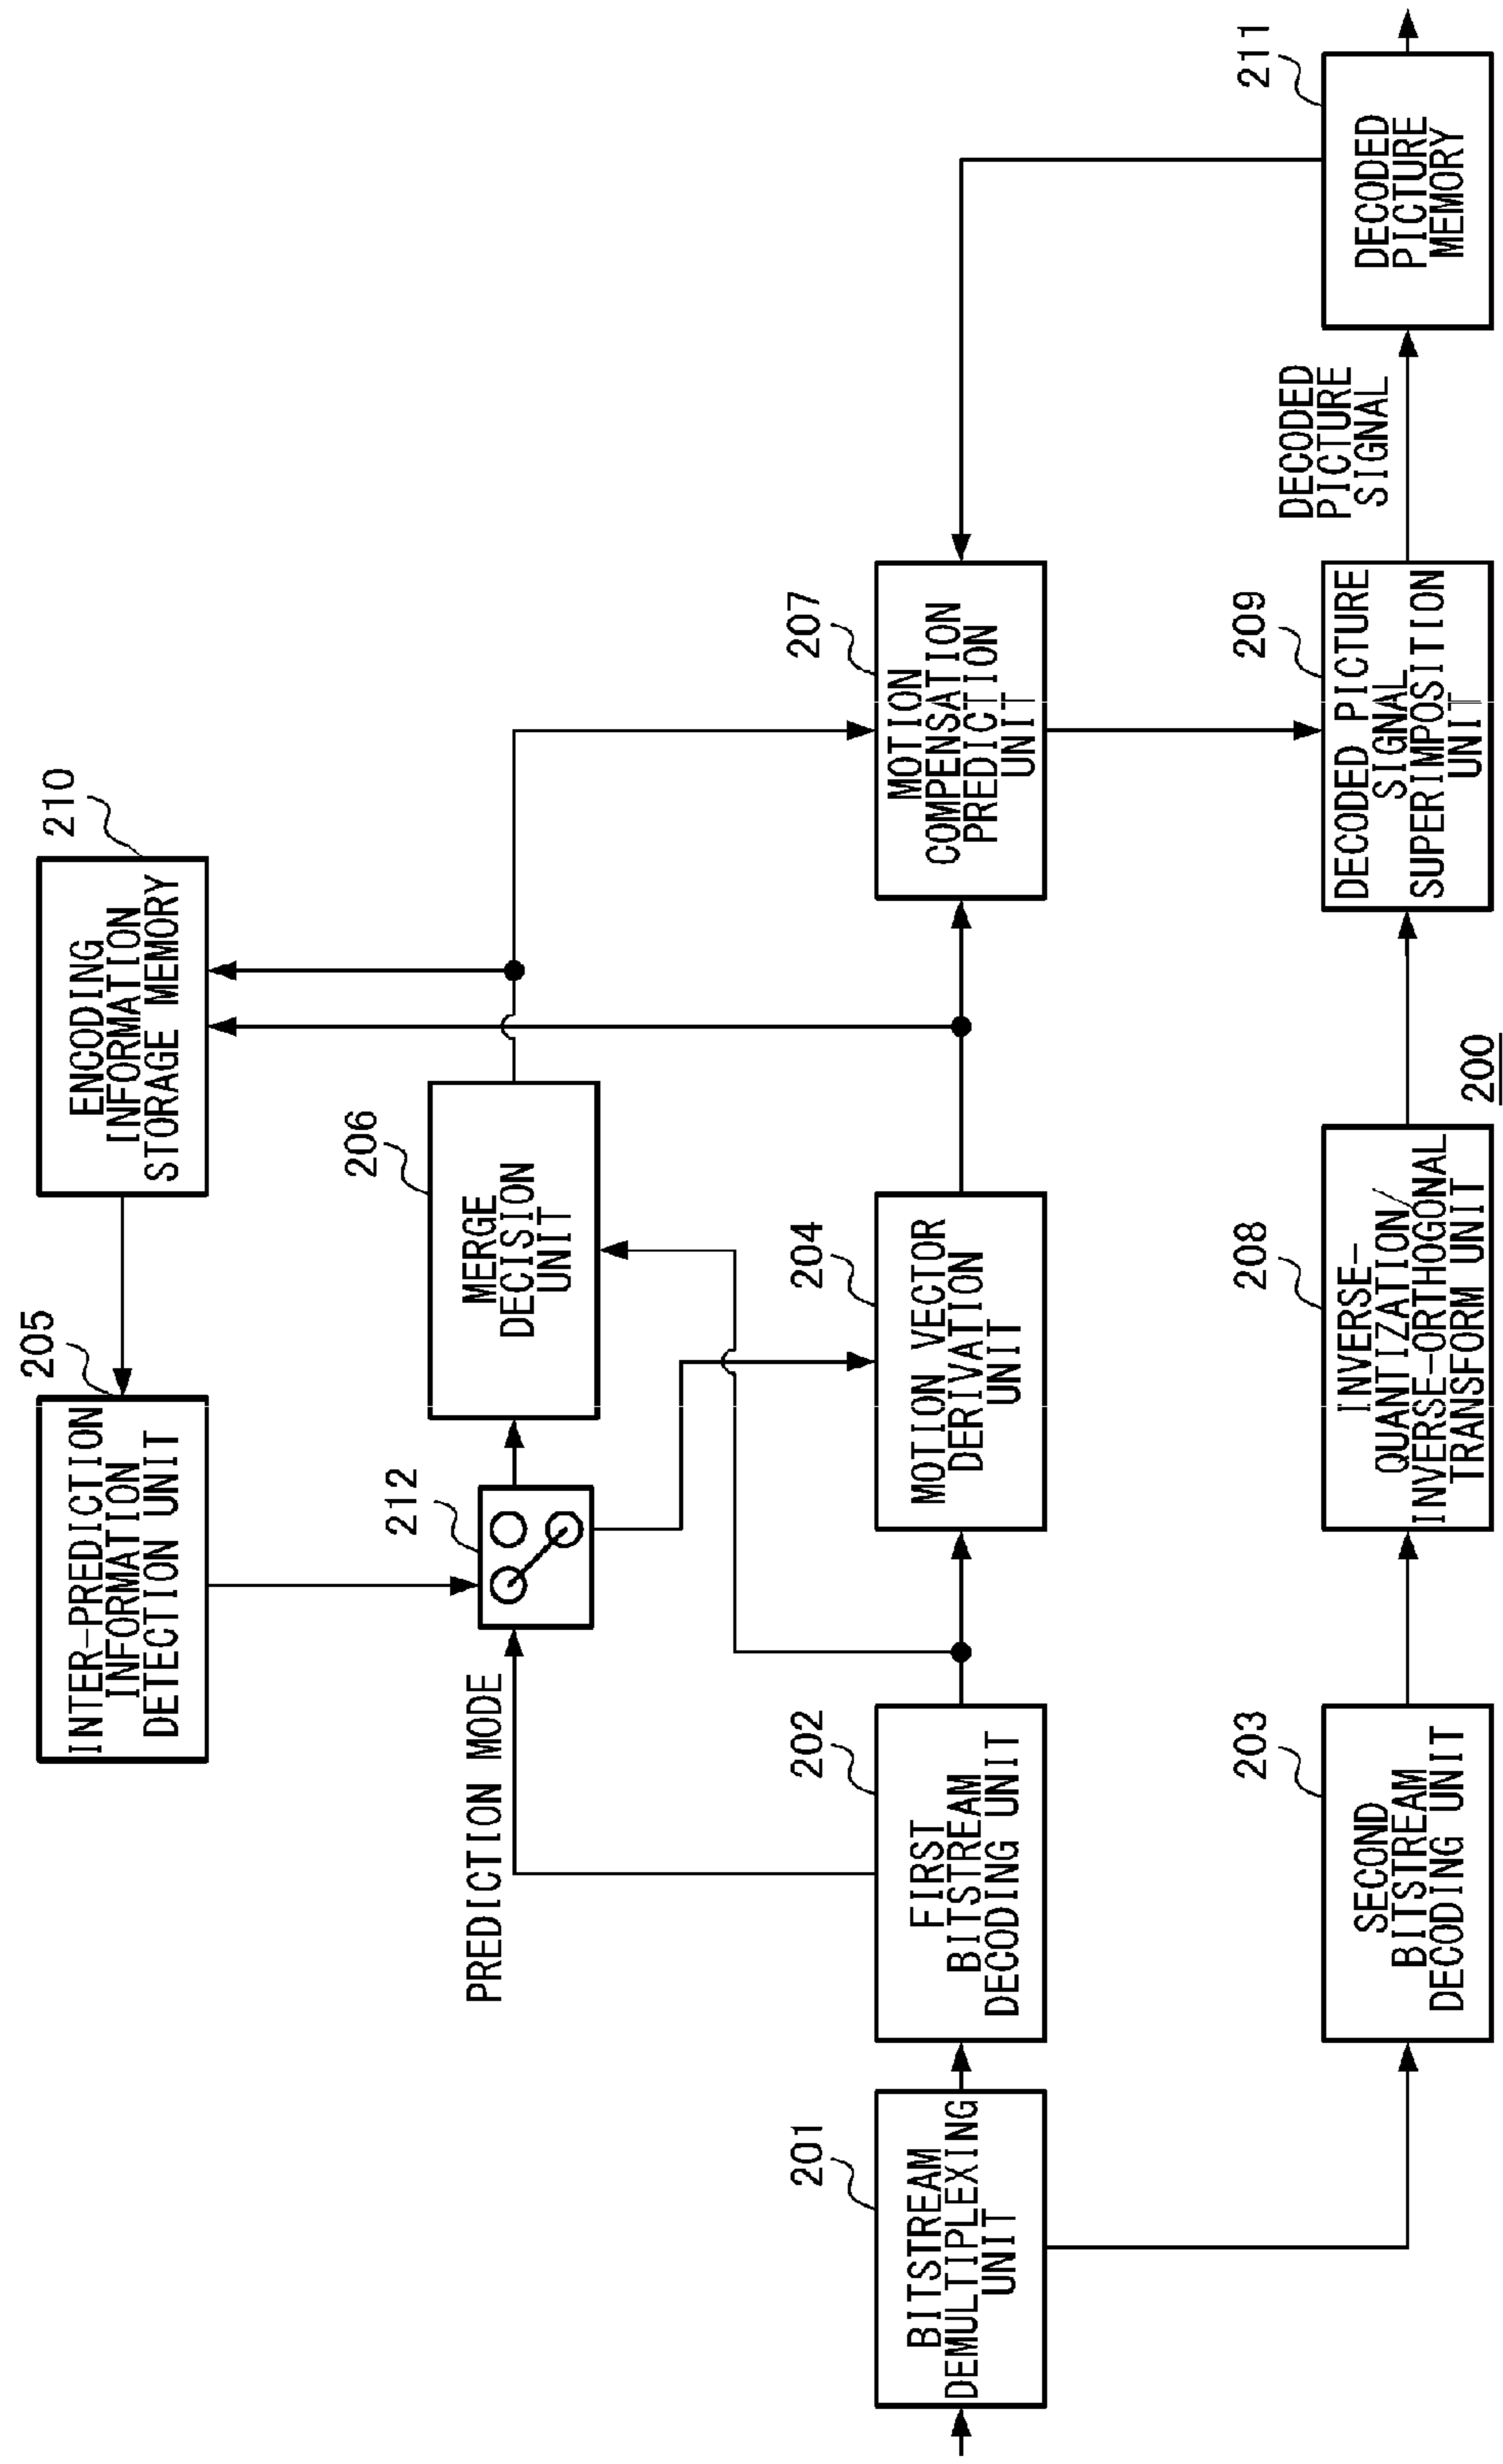 210
ENCODING
INFORMATION
STORAGE MEMORY
205
INTER-PREDICTION
INFORMATION
DETECTION UNIT
206
MERGE
DECISION
UNIT
212
PREDICTION MODE
201
BITSTREAM
DEMULTIPLEXING
UNIT
202
FIRST
BITSTREAM
DECODING UNIT
204
MOTION VECTOR
DERIVATION
UNIT
207
MOTION
COMPENSATION
PREDICTION
UNIT
203
SECOND
BITSTREAM
DECODING UNIT
208
INVERSE-
QUANTIZATION/
INVERSE-ORTHOGONAL
TRANSFORM UNIT
209
DECODED PICTURE
SIGNAL
SUPERIMPOSITION
UNIT
DECODED
PICTURE
SIGNAL
211
DECODED
PICTURE
MEMORY
200